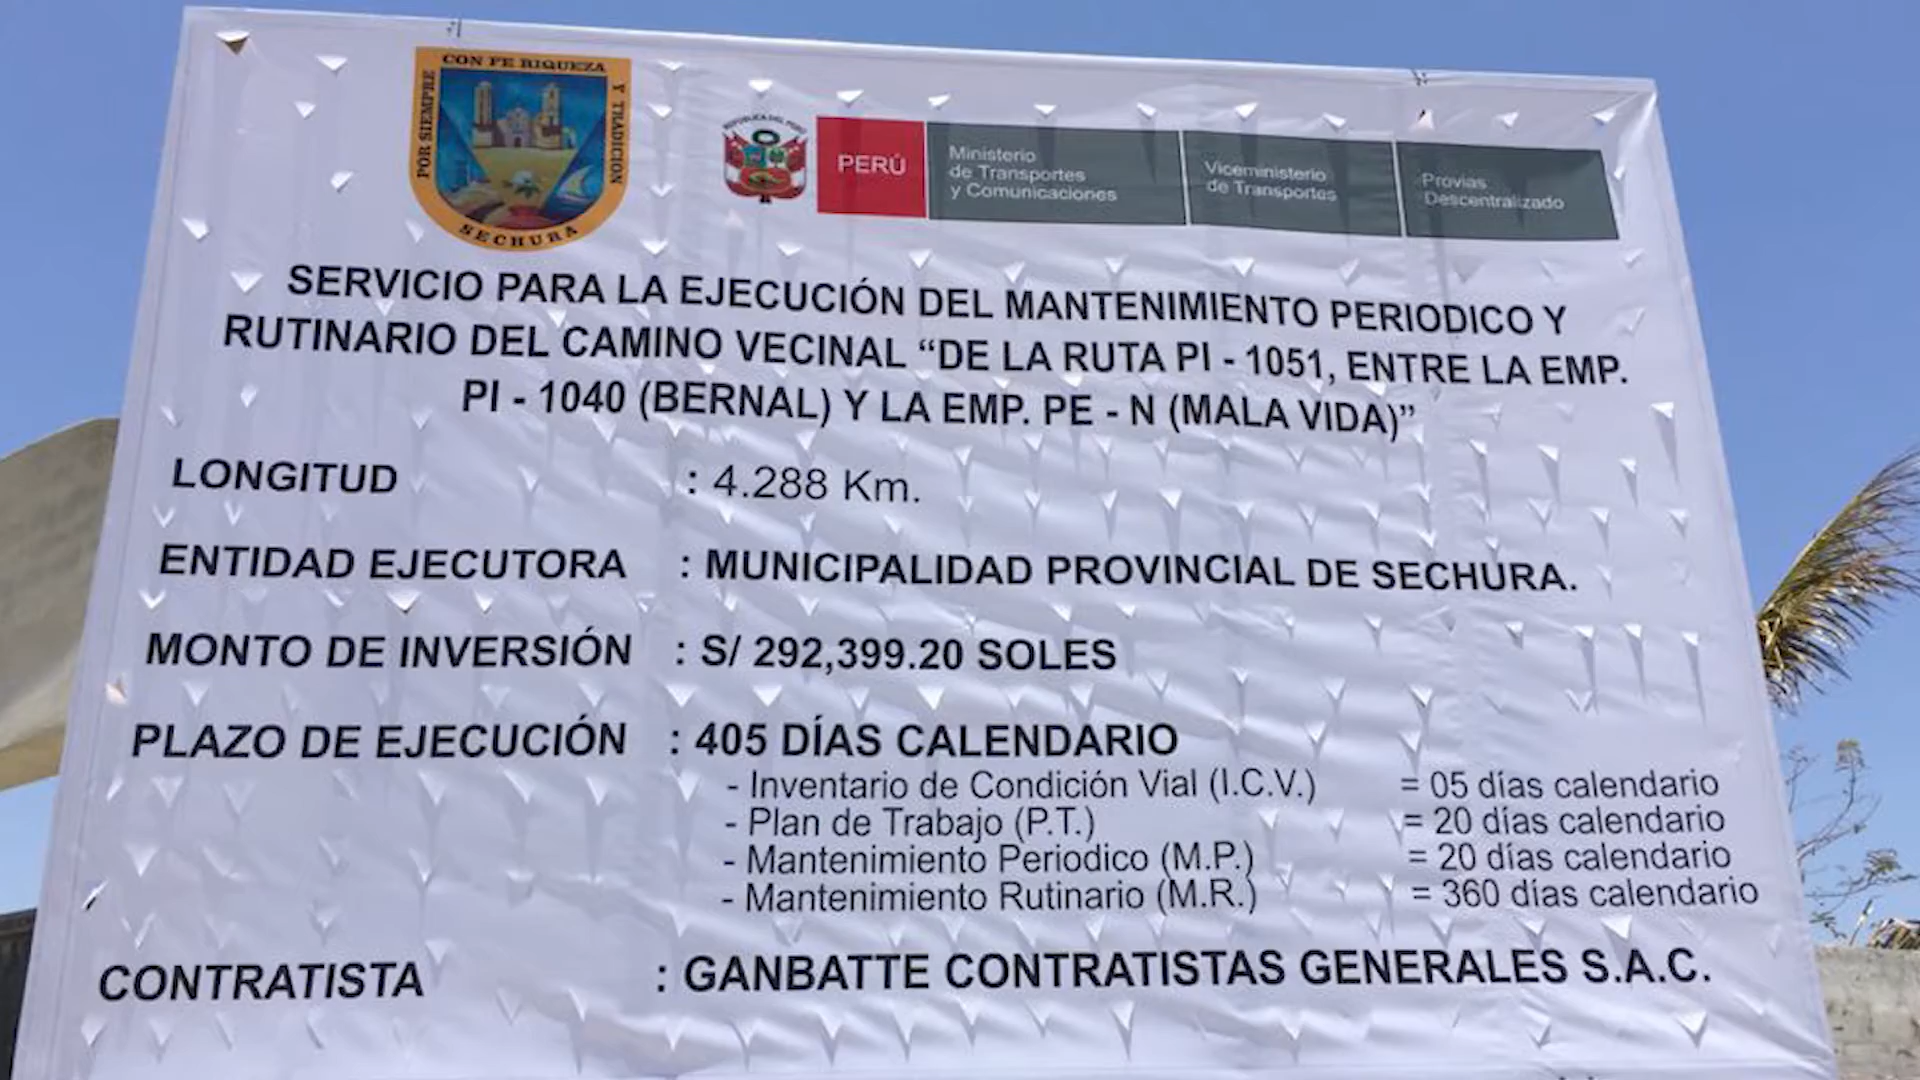 CON FE RIQUEZA
POR SIEMPRE
Y TRADICION
SECHURA
REPUBLICA DEL PERÚ
PERÚ
Ministerio
de Transportes
y Comunicaciones
Viceministerio
de Transportes
Provias
Descentralizado
SERVICIO PARA LA EJECUCIÓN DEL MANTENIMIENTO PERIODICO Y
RUTINARIO DEL CAMINO VECINAL “DE LA RUTA PI - 1051, ENTRE LA EMP.
PI - 1040 (BERNAL) Y LA EMP. PE - N (MALA VIDA)”
LONGITUD : 4.288 Km.
ENTIDAD EJECUTORA : MUNICIPALIDAD PROVINCIAL DE SECHURA.
MONTO DE INVERSIÓN : S/ 292,399.20 SOLES
PLAZO DE EJECUCIÓN : 405 DÍAS CALENDARIO
- Inventario de Condición Vial (I.C.V.) = 05 días calendario
- Plan de Trabajo (P.T.) = 20 días calendario
- Mantenimiento Periodico (M.P.) = 20 días calendario
- Mantenimiento Rutinario (M.R.) = 360 días calendario
CONTRATISTA : GANBATTE CONTRATISTAS GENERALES S.A.C.